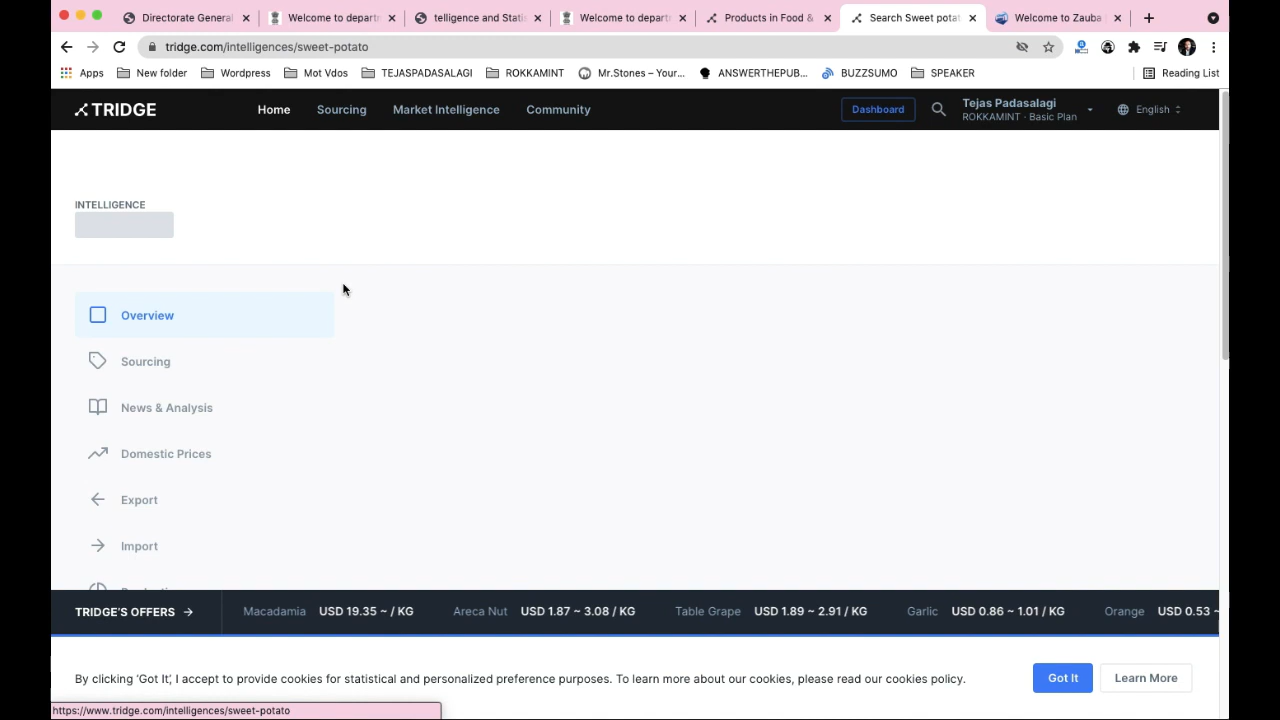 Directorate General
Welcome to departm
telligence and Stati
Welcome to departm
Products in Food &
Search Sweet potat
Welcome to Zauba
tridge.com/intelligences/sweet-potato
Apps
New folder
Wordpress
Mot Vdos
TEJASPADASALAGI
ROKKAMINT
Mr.Stones – Your...
ANSWERTHEPUB...
BUZZSUMO
SPEAKER
Reading List
TRIDGE
Home
Sourcing
Market Intelligence
Community
Dashboard
Tejas Padasalagi
ROKKAMINT · Basic Plan
English
INTELLIGENCE
Overview
Sourcing
News & Analysis
Domestic Prices
Export
Import
TRIDGE'S OFFERS →
Macadamia USD 19.35 ~ / KG
Areca Nut USD 1.87 ~ 3.08 / KG
Table Grape USD 1.89 ~ 2.91 / KG
Garlic USD 0.86 ~ 1.01 / KG
Orange USD 0.53 ~
By clicking 'Got It', I accept to provide cookies for statistical and personalized preference purposes. To learn more about our cookies, please read our cookies policy.
Got It
Learn More
https://www.tridge.com/intelligences/sweet-potato